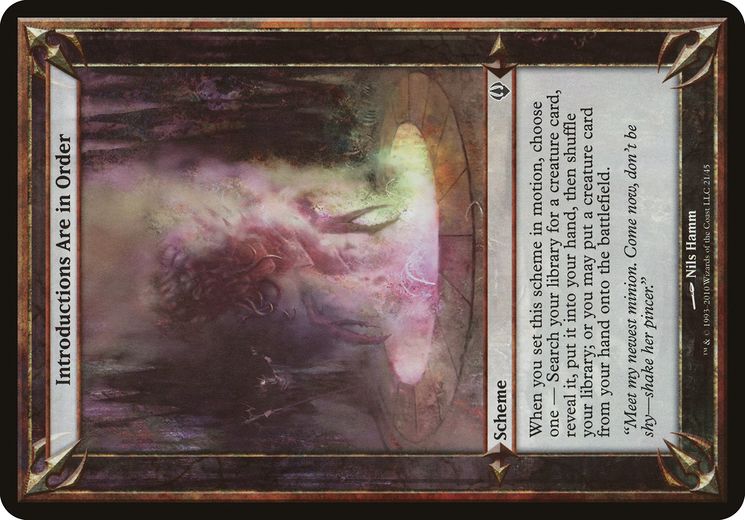 Introductions Are in Order
Scheme
When you set this scheme in motion, choose
one — Search your library for a creature card,
reveal it, put it into your hand, then shuffle
your library; or you may put a creature card
from your hand onto the battlefield.
“Meet my newest minion. Come now, don’t be
shy—shake her pincer.”
Nils Hamm
™ & © 1993–2010 Wizards of the Coast LLC 21/45